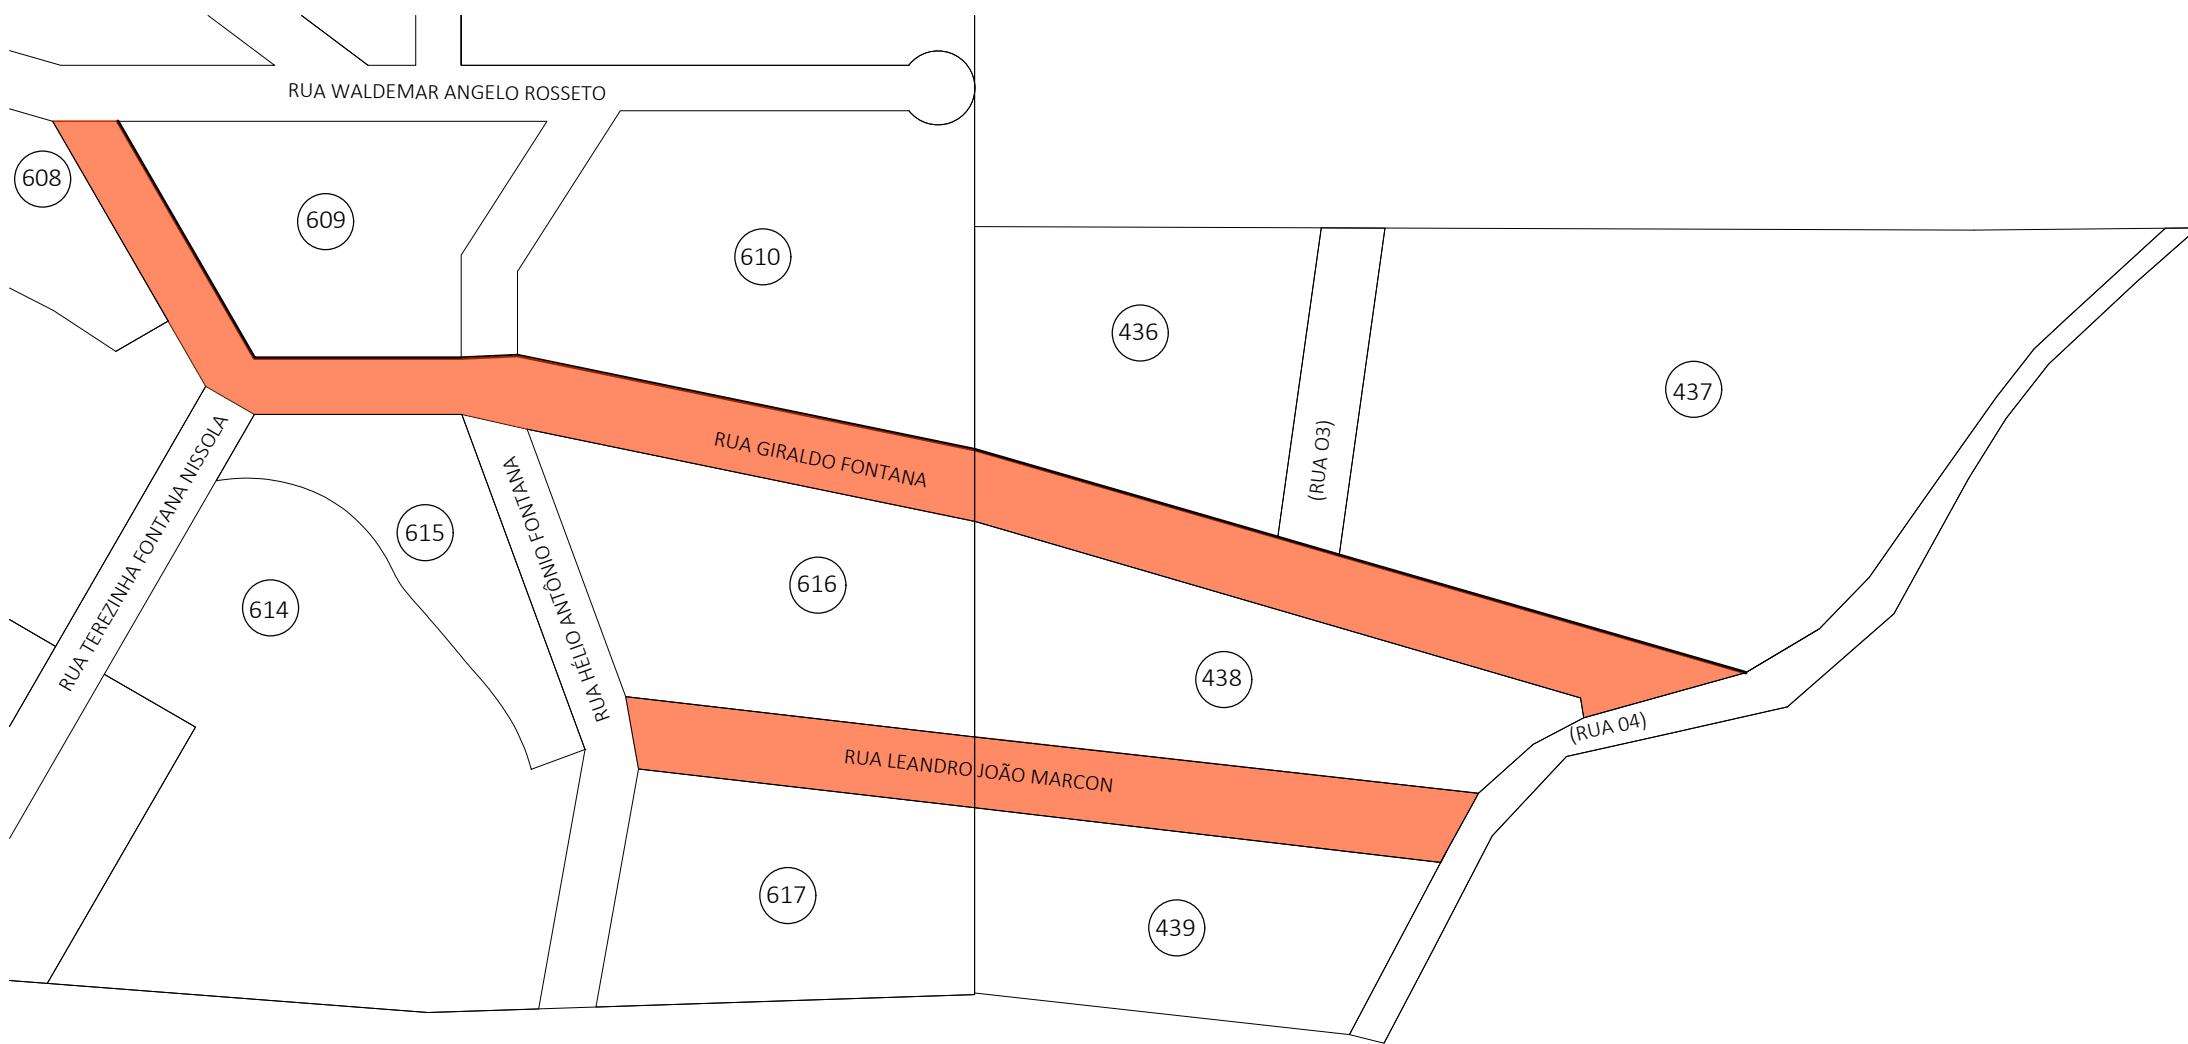 RUA WALDEMAR ANGELO ROSSETO
608
609
610
436
437
RUA GIRALDO FONTANA
(RUA 03)
RUA TEREZINHA FONTANA NISSOLA
615
RUA HÉLIO ANTÔNIO FONTANA
616
614
438
(RUA 04)
RUA LEANDRO JOÃO MARCON
617
439